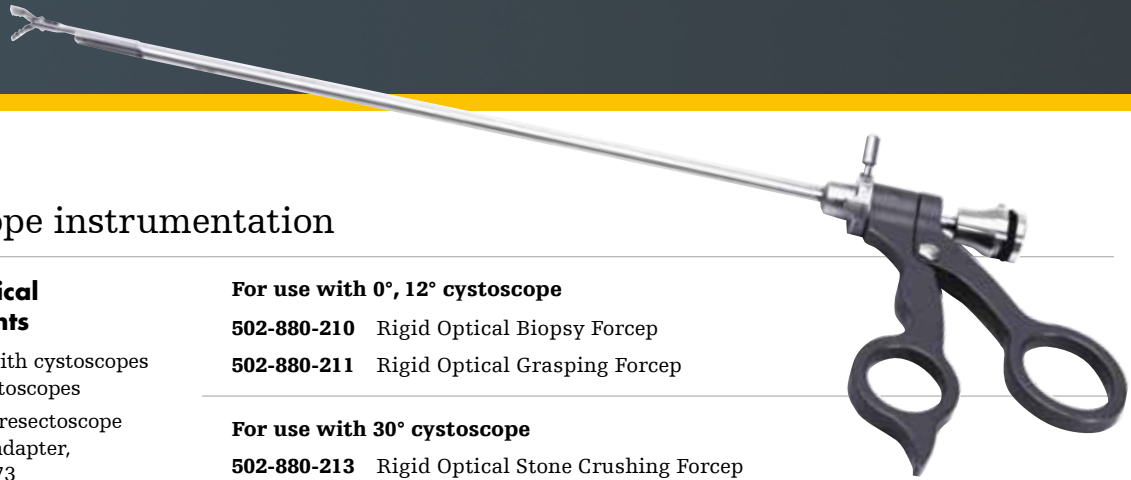 ope instrumentation
ical
nts
ith cystoscopes
toscopes
resectoscope
dapter,
73
For use with 0°, 12° cystoscope
502-880-210 Rigid Optical Biopsy Forcep
502-880-211 Rigid Optical Grasping Forcep
For use with 30° cystoscope
502-880-213 Rigid Optical Stone Crushing Forcep